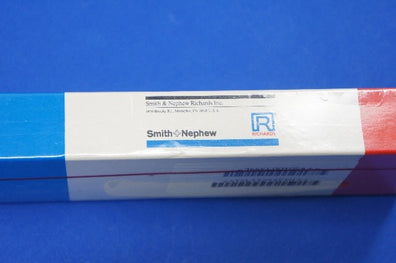 Smith & Nephew Richards Inc.
Smith+Nephew
R
RICHARDS